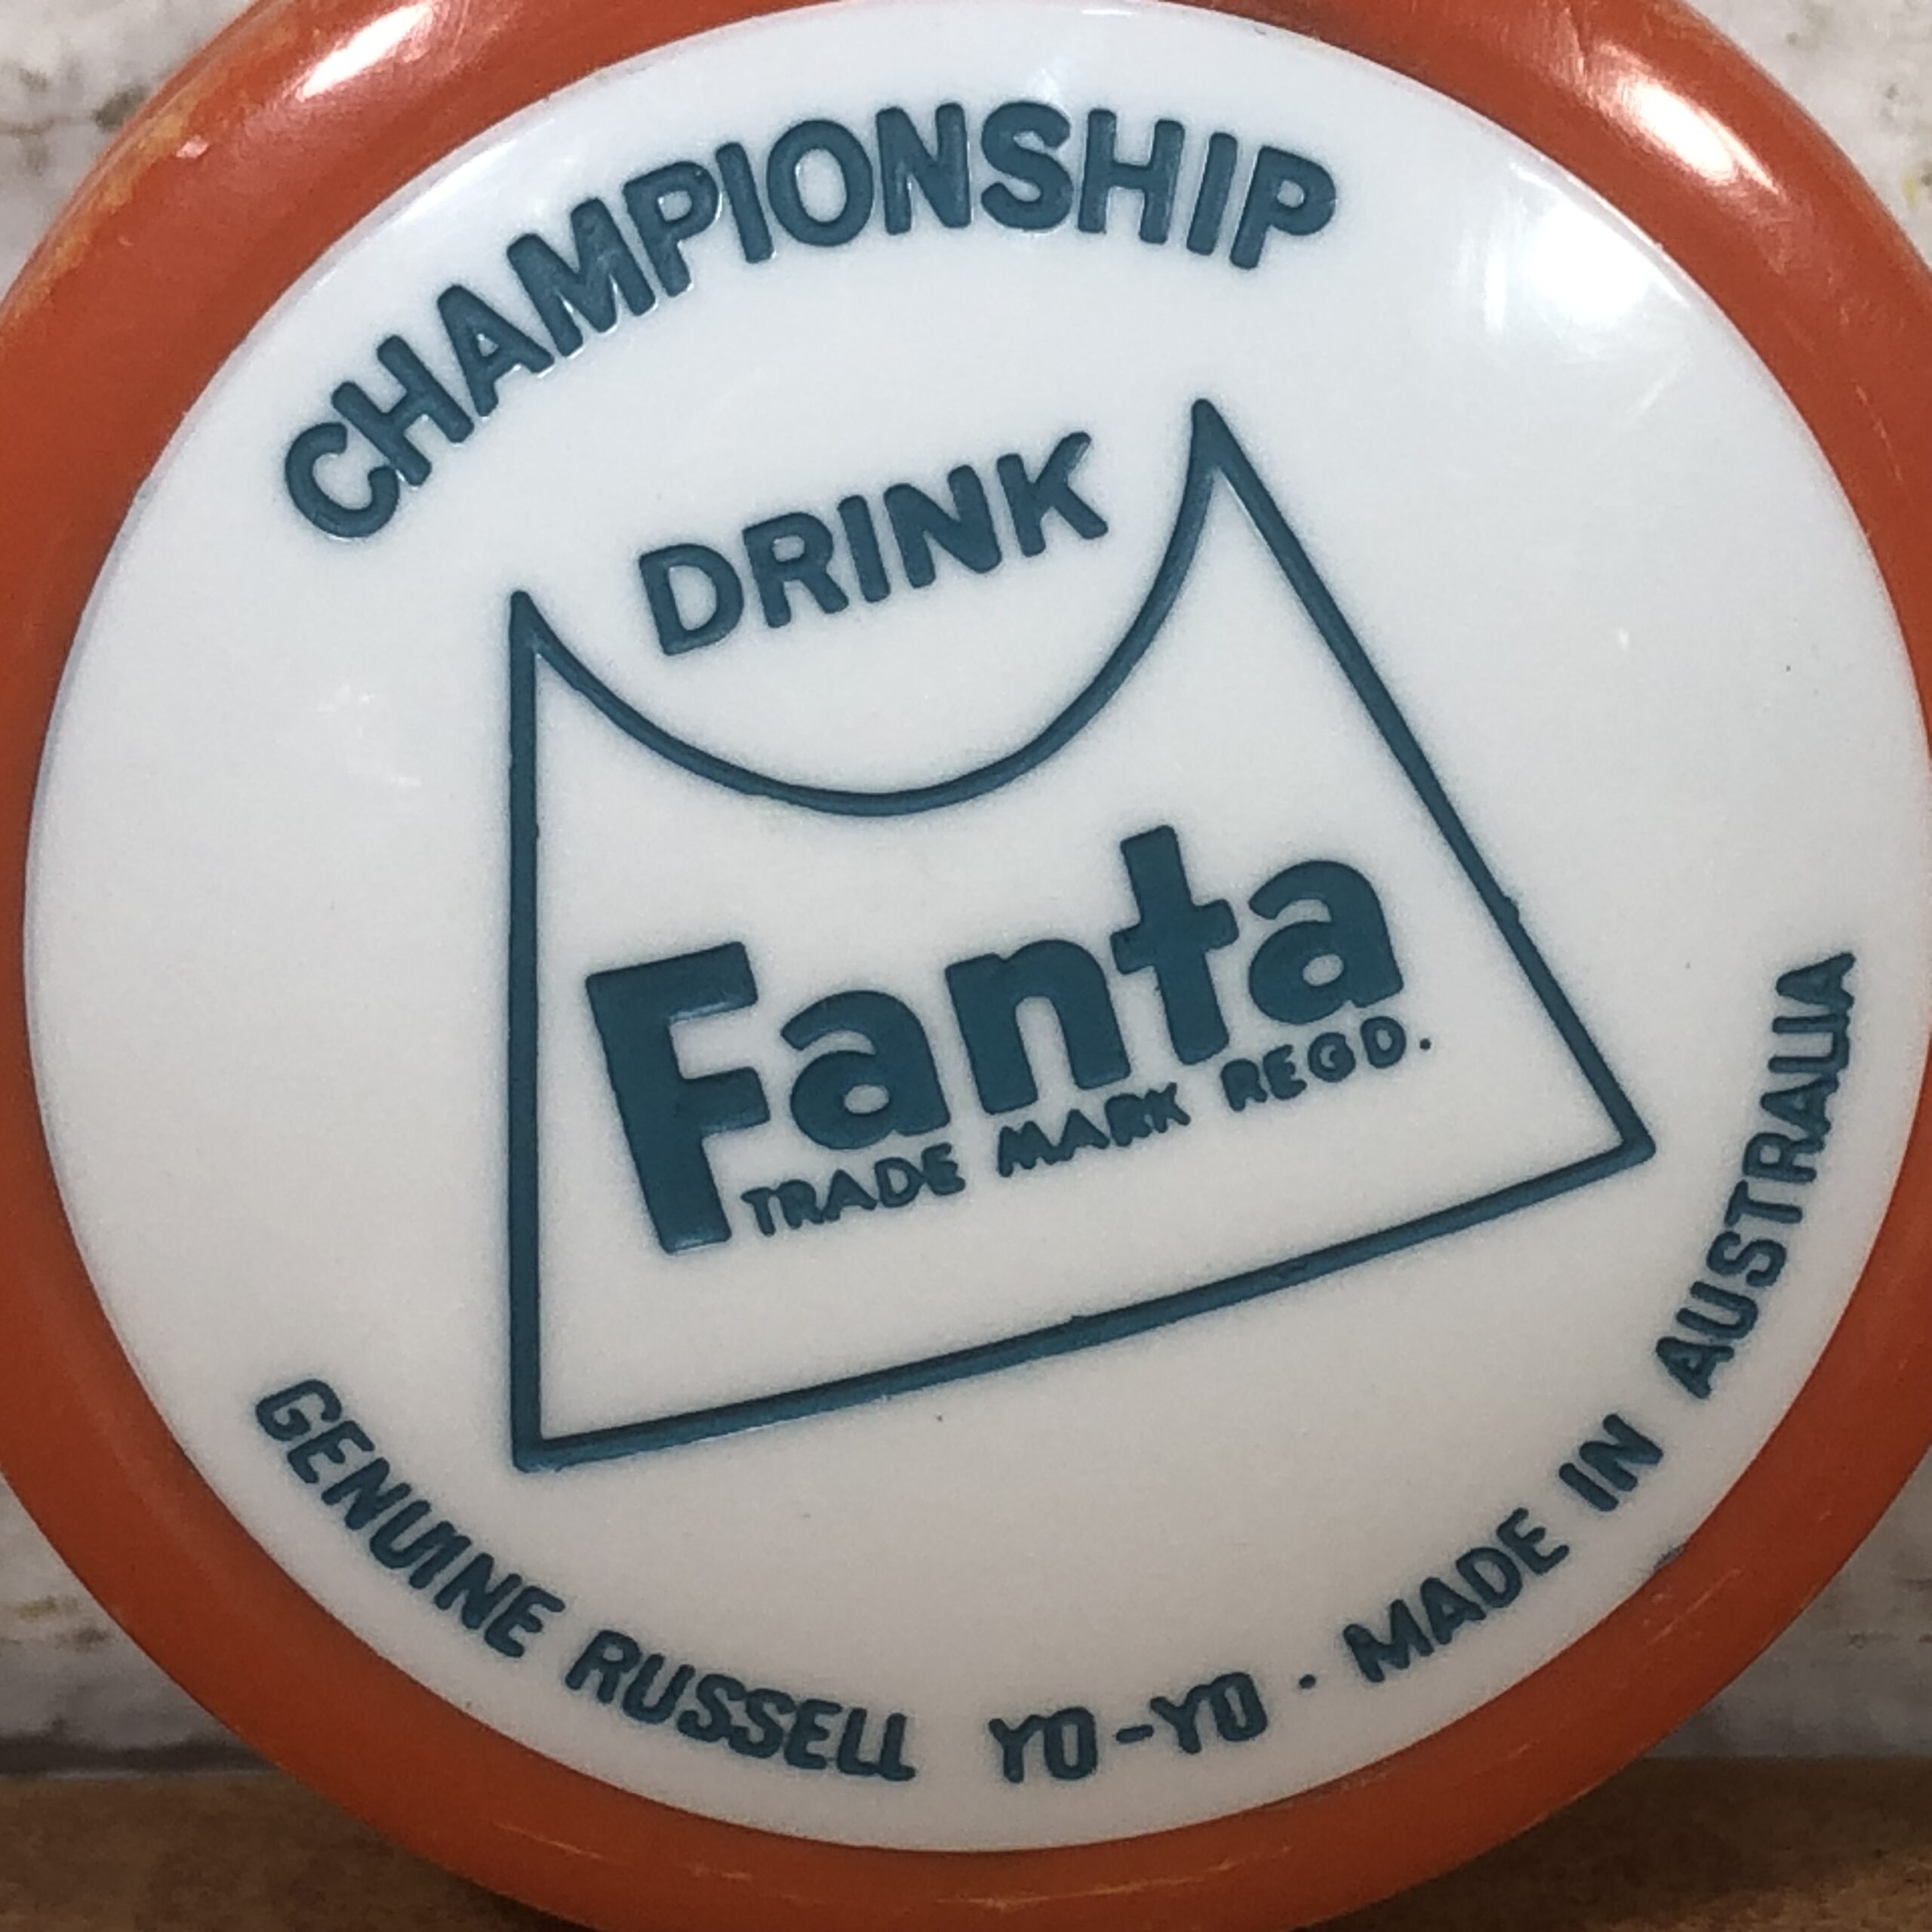 CHAMPIONSHIP
DRINK
Fanta
TRADE MARK REGD.
GENUINE RUSSELL YO-YO · MADE IN AUSTRALIA